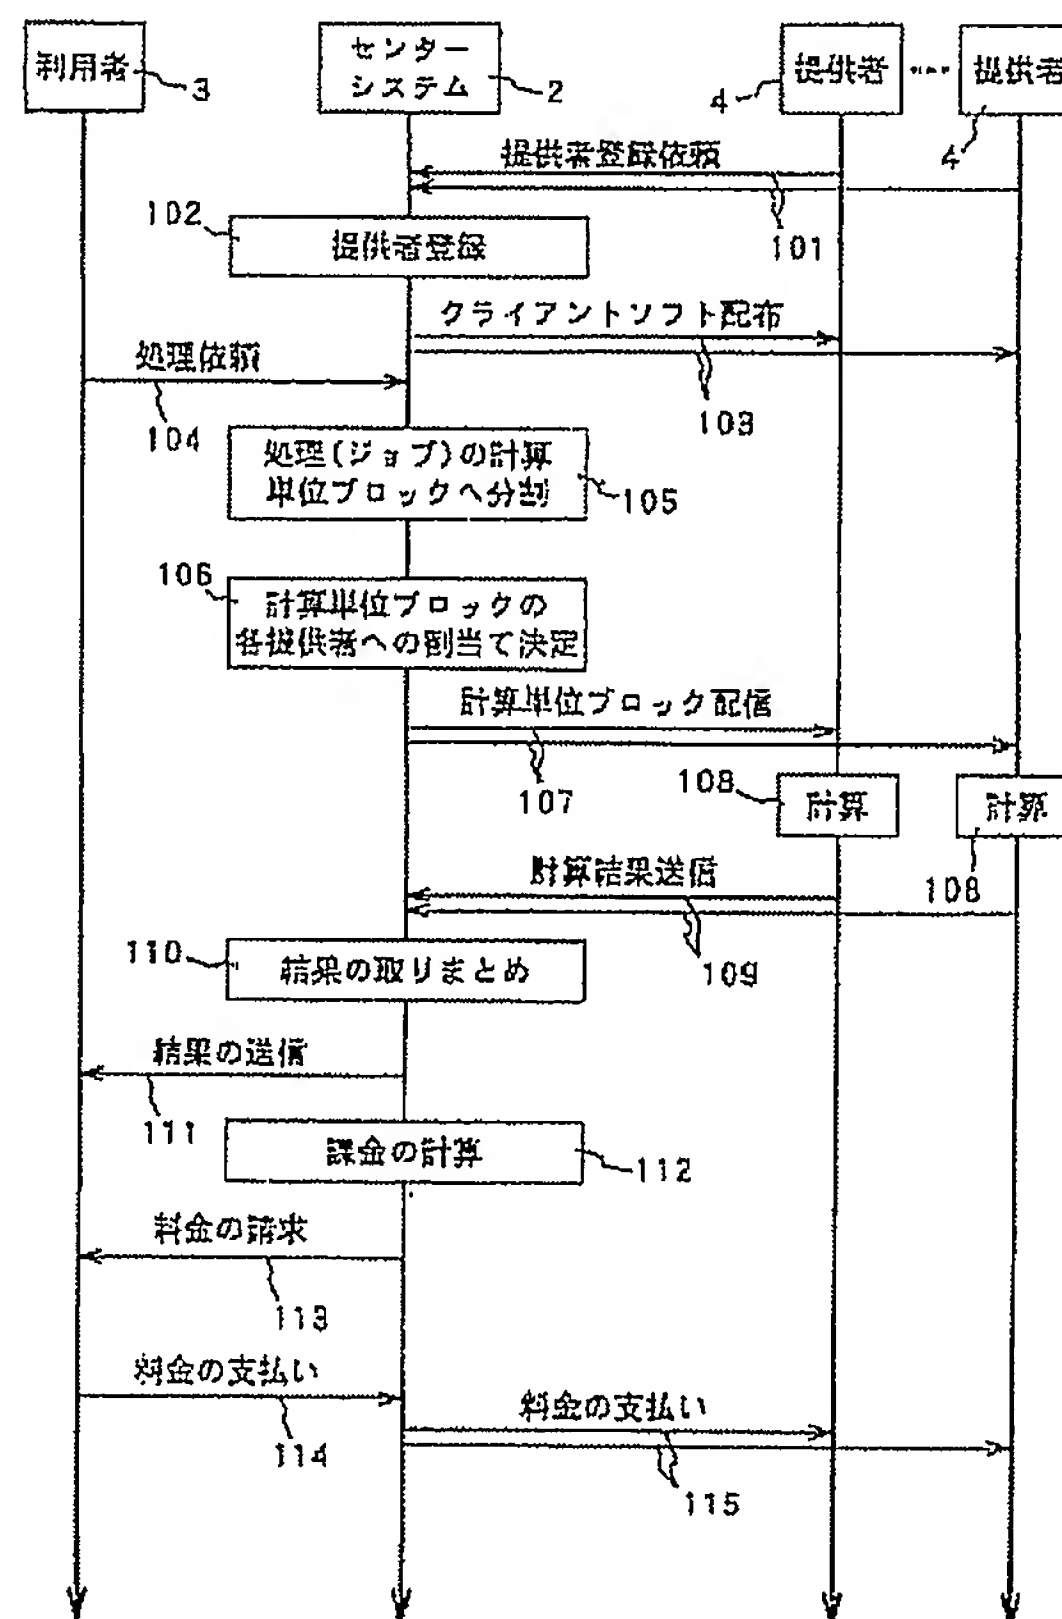 利用者
3
センター
システム
2
4
提供者
提供者
4
提供者登録依頼
101
102
提供者登録
クライアントソフト配布
103
処理依頼
104
処理(ジョブ)の計算
単位ブロックへ分割
105
106
計算単位ブロックの
各提供者への割当て決定
計算単位ブロック配信
107
108
計算
計算
108
計算結果送信
109
110
結果の取りまとめ
結果の送信
111
課金の計算
112
料金の請求
113
料金の支払い
114
料金の支払い
115